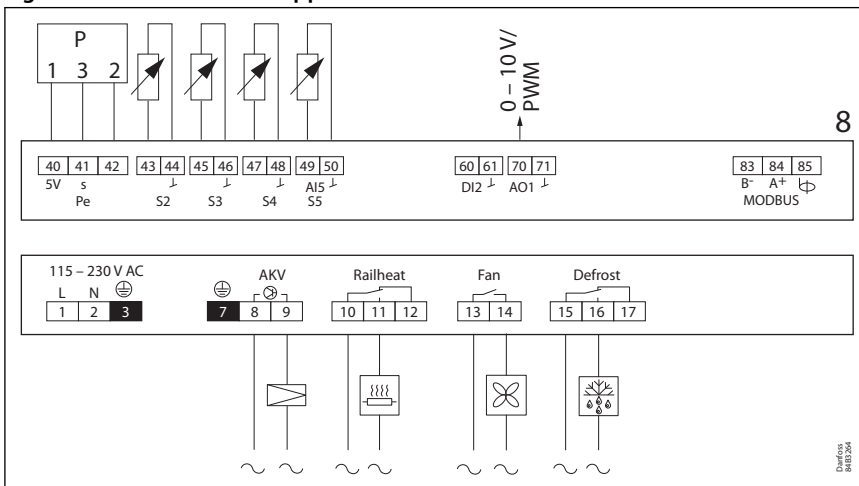 P
1 3 2
0 – 10 V/
PWM
8
40 41 42 43 44 45 46 47 48 49 50 60 61 70 71 83 84 85
5V s AI5 DI2 AO1 B- A+
Pe S2 S3 S4 S5 MODBUS
115 – 230 V AC AKV Railheat Fan Defrost
L N
1 2 3 7 8 9 10 11 12 13 14 15 16 17
Danfoss
84B3264